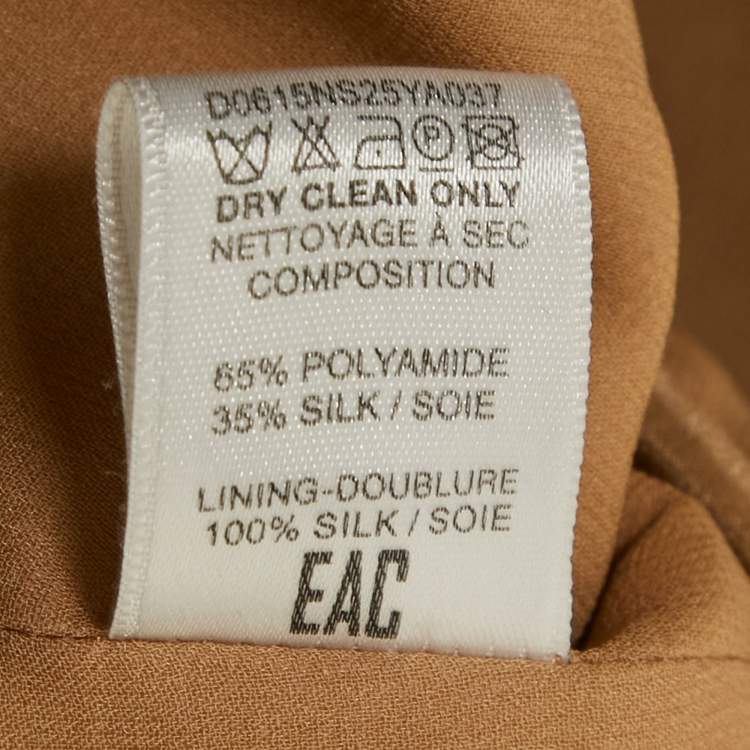 D0615NS25YA037
P
DRY CLEAN ONLY
NETTOYAGE À SEC
COMPOSITION
65% POLYAMIDE
35% SILK / SOIE
LINING-DOUBLURE
100% SILK / SOIE
EAC